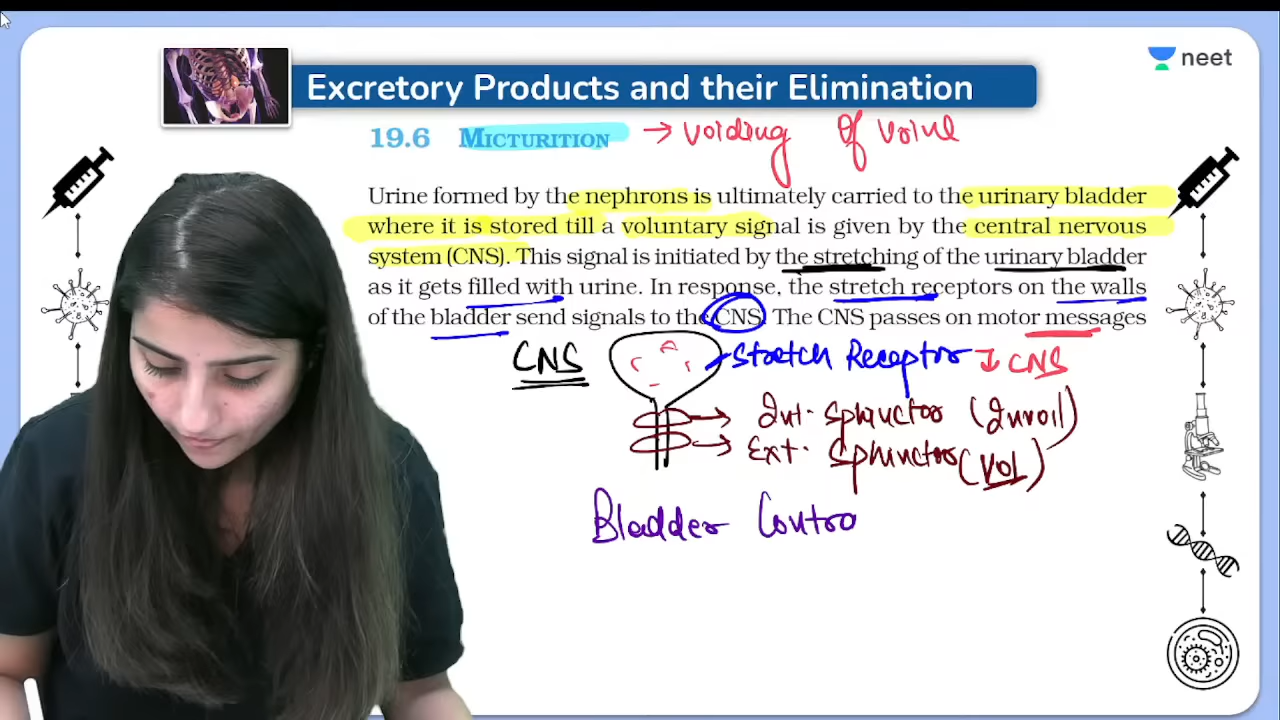 neet
Excretory Products and their Elimination
19.6 MICTURITION → voiding of voine
Urine formed by the nephrons is ultimately carried to the urinary bladder
where it is stored till a voluntary signal is given by the central nervous
system (CNS). This signal is initiated by the stretching of the urinary bladder
as it gets filled with urine. In response, the stretch receptors on the walls
of the bladder send signals to the CNS. The CNS passes on motor messages
CNS
Stretch Receptor ↓ CNS
→ Int. Sphinctor (Invol)
→ Ext. Sphinctor (Vol)
Bladder Contro